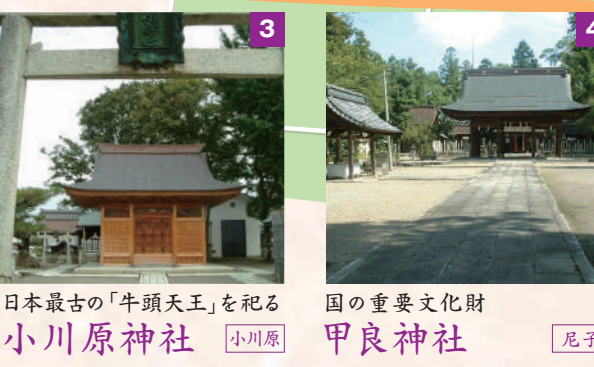 3
日本最古の「牛頭天王」を祀る
小川原神社 小川原
4
国の重要文化財
甲良神社 尼子